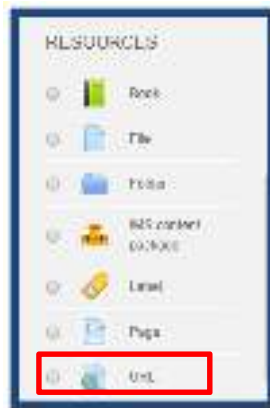 RESOURCES
Book
File
Folder
IMS content
package
Label
Page
URL